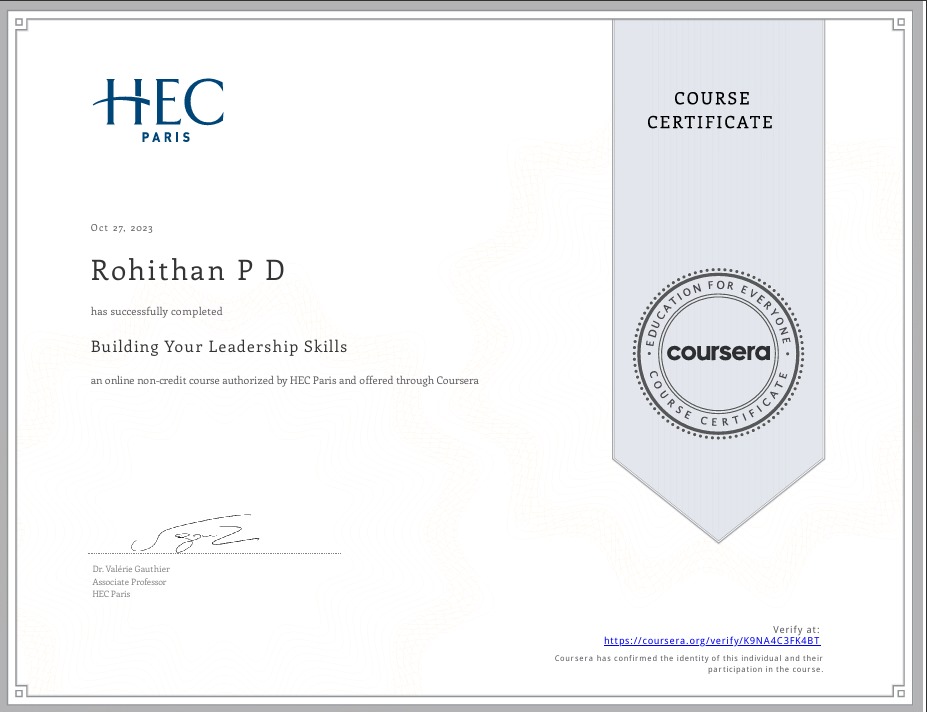 HEC
PARIS
COURSE
CERTIFICATE
Oct 27, 2023
Rohithan P D
has successfully completed
Building Your Leadership Skills
an online non-credit course authorized by HEC Paris and offered through Coursera
EDUCATION FOR EVERYONE
coursera
COURSE CERTIFICATE
Dr. Valérie Gauthier
Associate Professor
HEC Paris
Verify at:
https://coursera.org/verify/K9NA4C3FK4BT
Coursera has confirmed the identity of this individual and their
participation in the course.